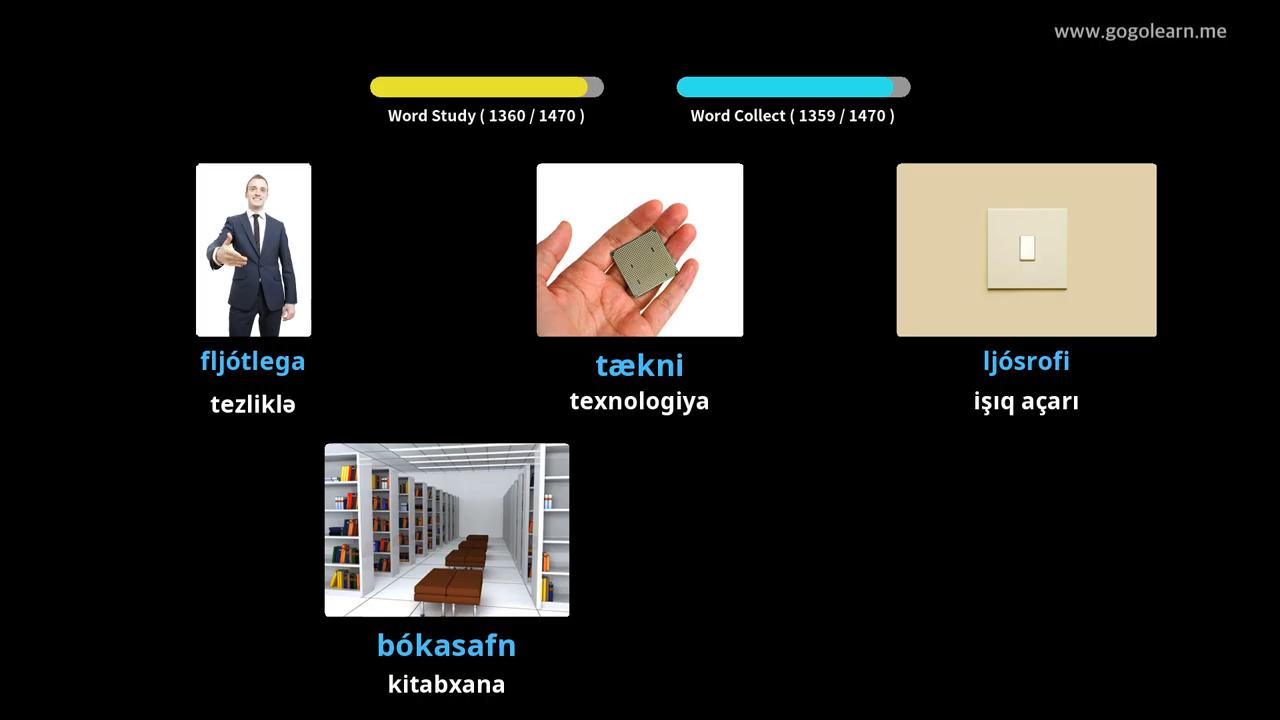 www.gogolearn.me
Word Study ( 1360 / 1470 )
Word Collect ( 1359 / 1470 )
fljótlega
tezliklə
tækni
texnologiya
ljósrofi
işıq açarı
bókasafn
kitabxana